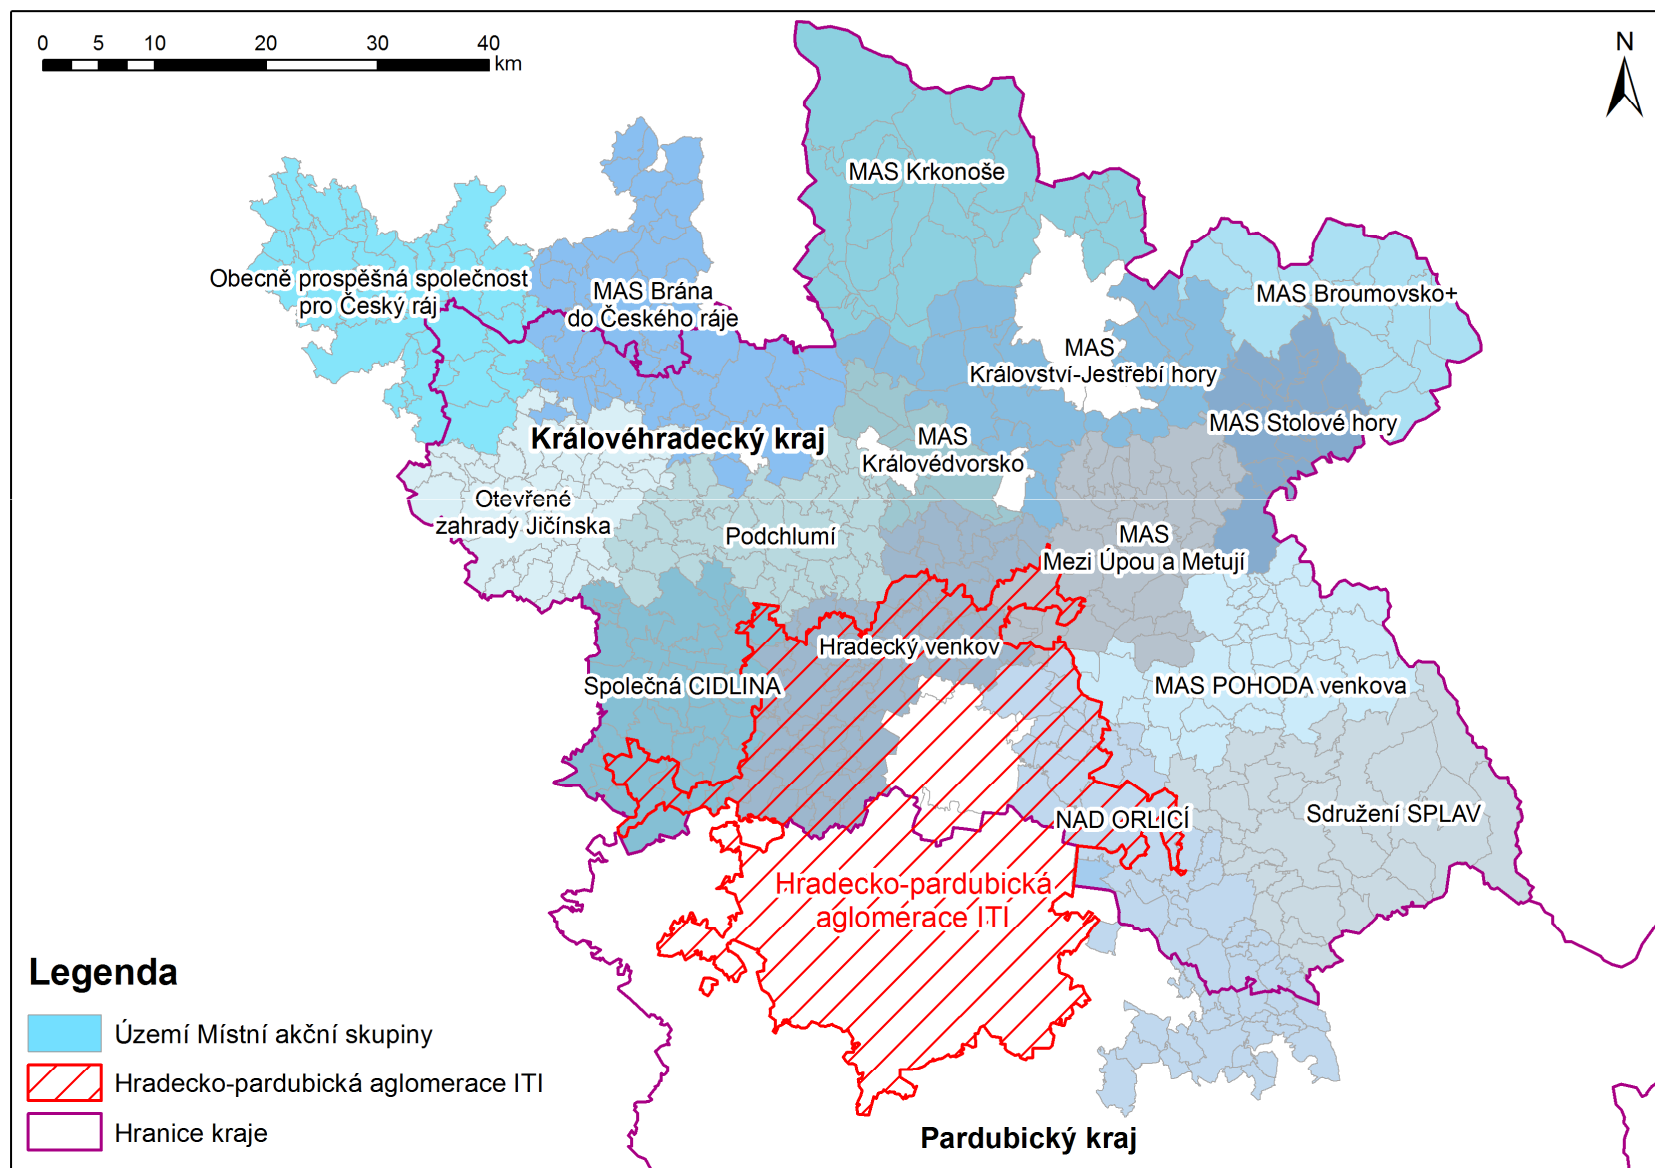 0 5 10 20 30 40
km
N
MAS Krkonoše
Obecně prospěšná společnost
pro Český ráj
MAS Brána
do Českého ráje
MAS Broumovsko+
MAS
Království-Jestřebí hory
MAS Stolové hory
Královéhradecký kraj
MAS
Královédvorsko
Otevřené
zahrady Jičínska
Podchlumí
MAS
Mezi Úpou a Metují
Hradecký venkov
Společná CIDLINA
MAS POHODA venkova
NAD ORLICÍ
Sdružení SPLAV
Hradecko-pardubická
aglomerace ITI
Legenda
Území Místní akční skupiny
Hradecko-pardubická aglomerace ITI
Hranice kraje
Pardubický kraj